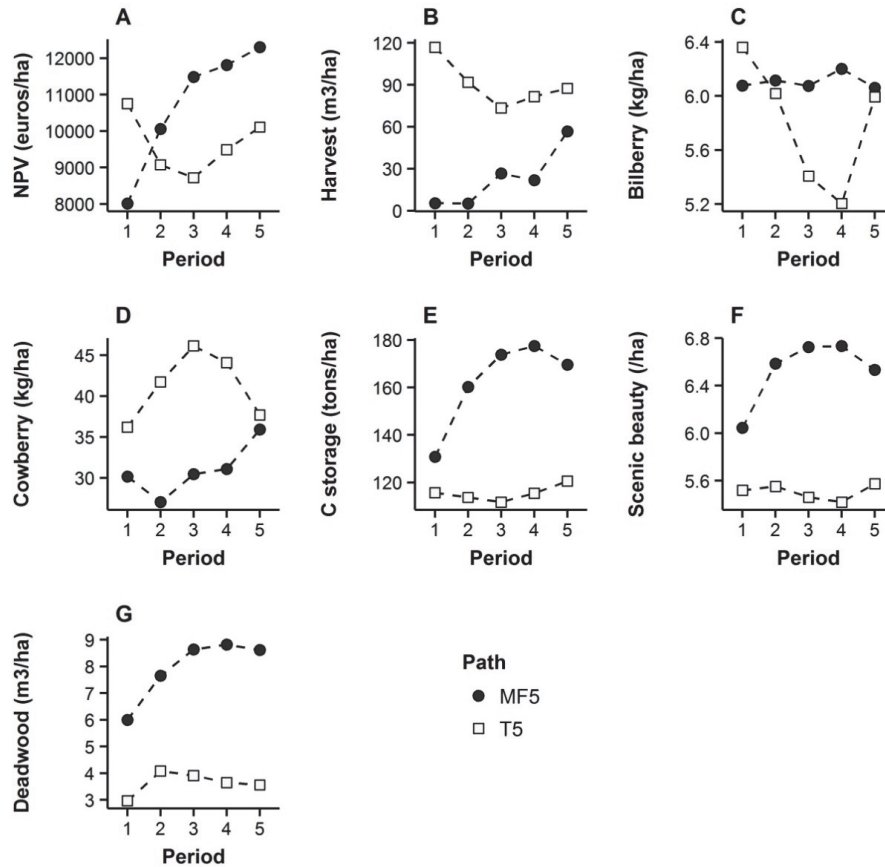 A
NPV (euros/ha)
12000
11000
10000
9000
8000
1 2 3 4 5
Period
B
Harvest (m3/ha)
120
90
60
30
0
1 2 3 4 5
Period
C
Bilberry (kg/ha)
6.4
6.0
5.6
5.2
1 2 3 4 5
Period
D
Cowberry (kg/ha)
45
40
35
30
1 2 3 4 5
Period
E
C storage (tons/ha)
180
160
140
120
1 2 3 4 5
Period
F
Scenic beauty (/ha)
6.8
6.4
6.0
5.6
1 2 3 4 5
Period
G
Deadwood (m3/ha)
9
8
7
6
5
4
3
1 2 3 4 5
Period
Path
MF5
T5